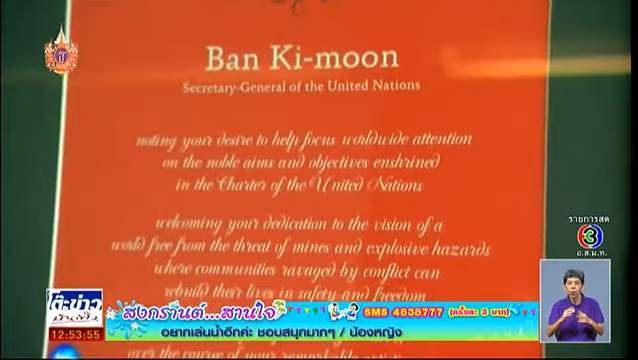 Ban Ki-moon
Secretary-General of the United Nations
noting your desire to help focus worldwide attention
on the noble aims and objectives enshrined
in the Charter of the United Nations
welcoming your dedication to the vision of a
world free from the threat of mines and explosive hazards
where communities ravaged by conflict can
rebuild their lives in safety and freedom
รายการสด
3
อ.ส.ม.ท.
สงกรานต์...สานใจ
SMS 4838777 (ครั้งละ 3 บาท)
12:53:55
อยากเล่นน้ำอีกค่ะ ชอบสนุกมากๆ / น้องหญิง
over the course of your remarkable